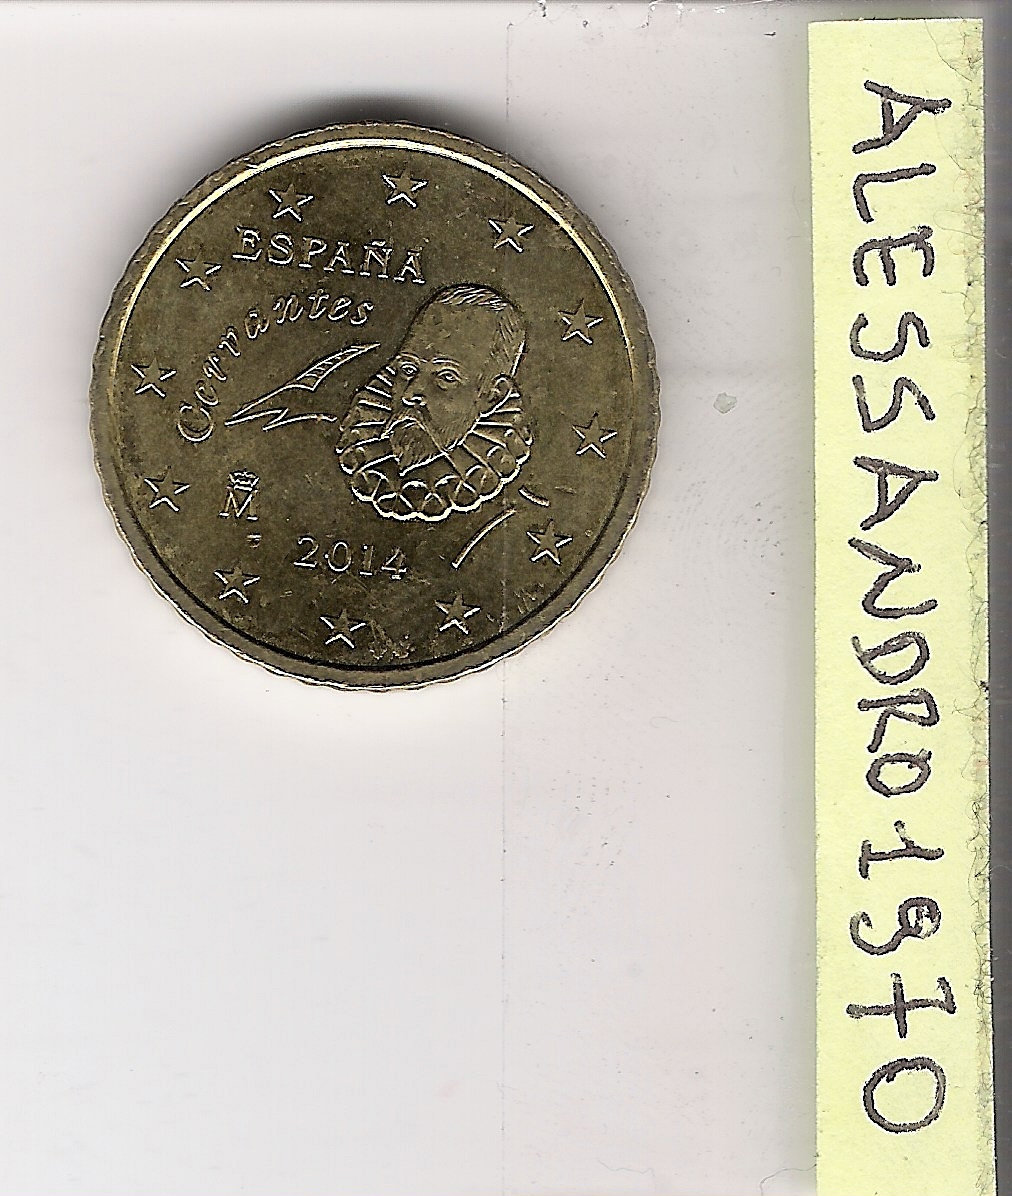 ESPAÑA
Cervantes
M
2014
ALESSANDRO1970